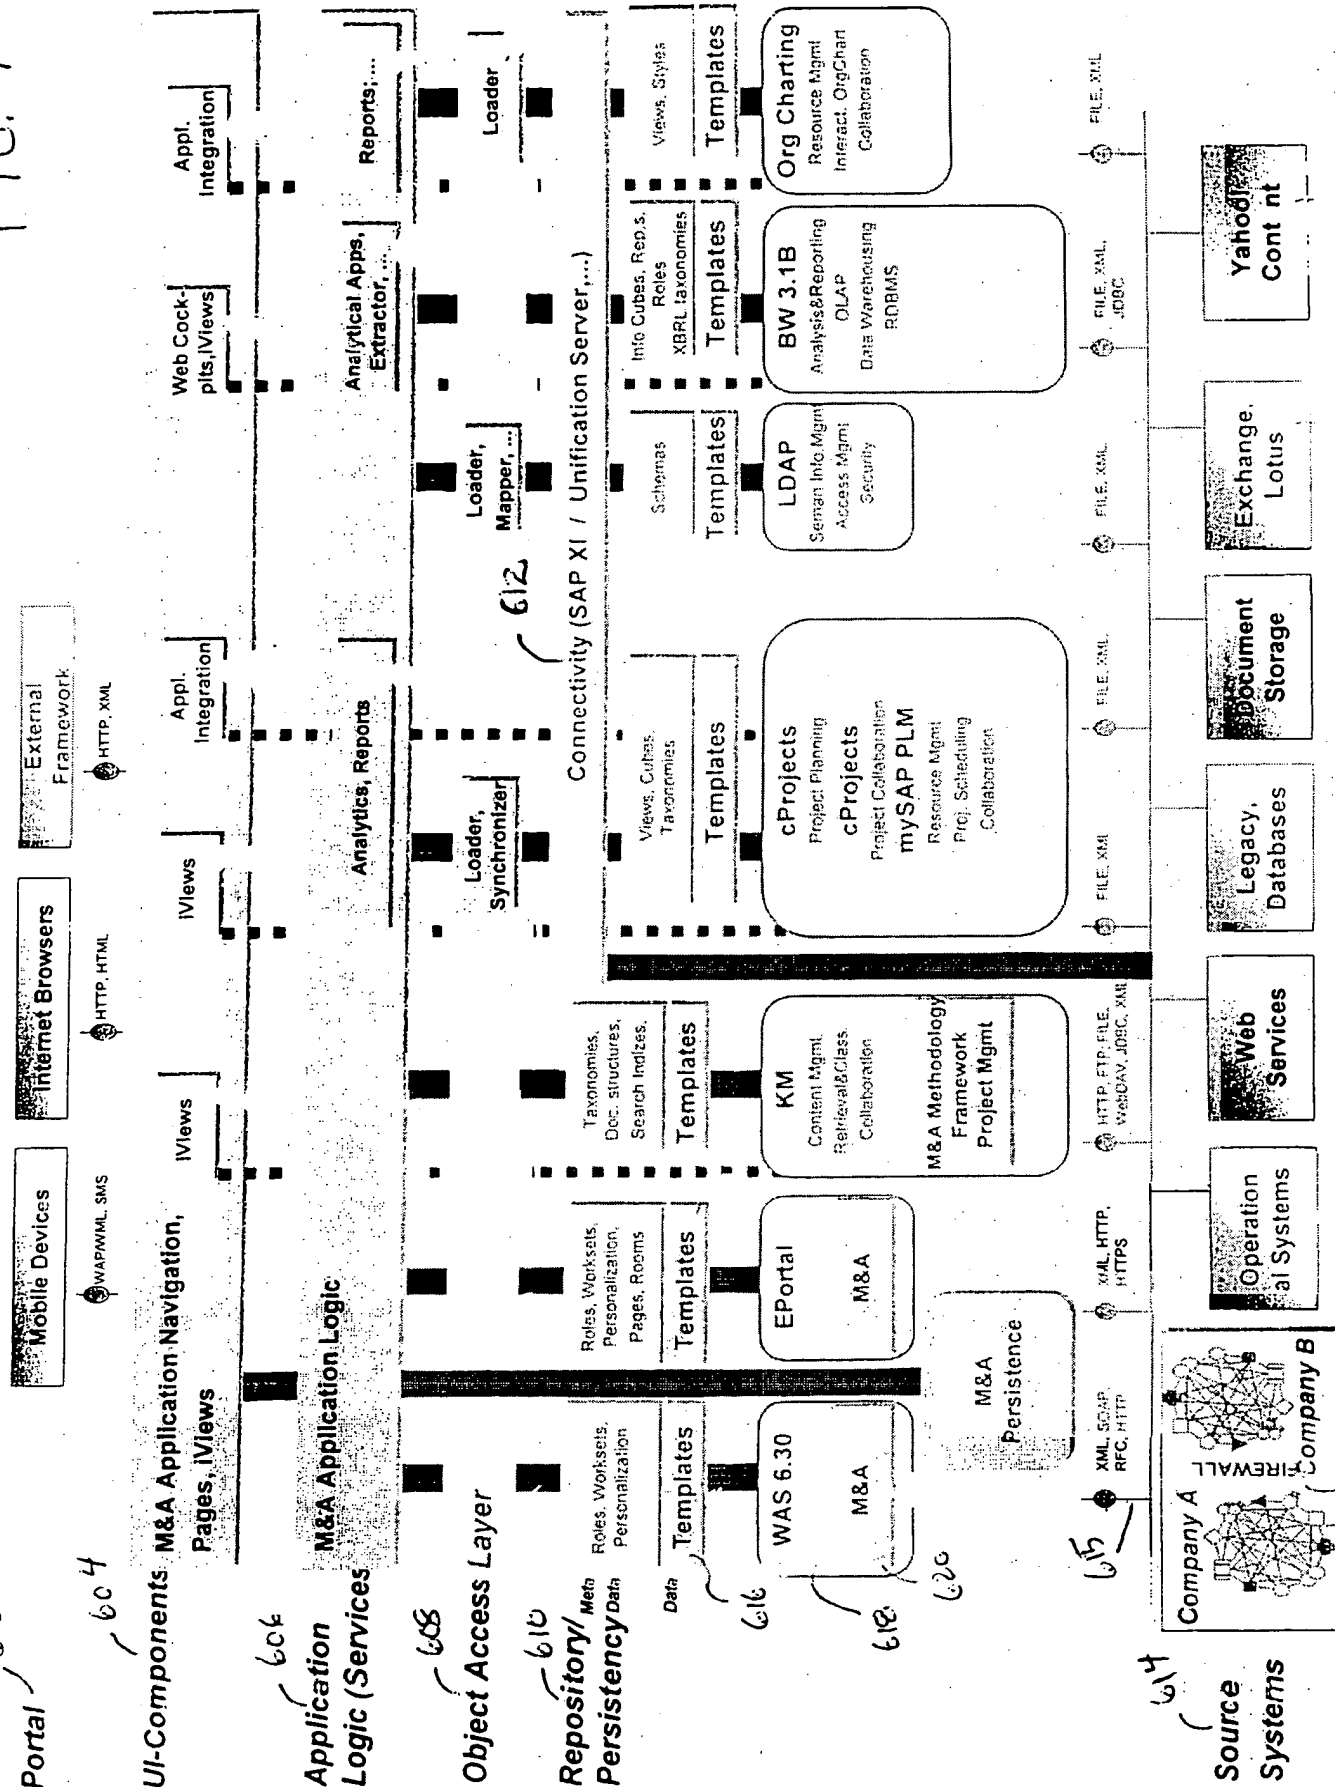 Portal
Mobile Devices
Internet Browsers
External
Framework
WAP/WML, SMS
HTTP, HTML
HTTP, XML
604
UI-Components
M&A Application Navigation,
Pages, iViews
IViews
IViews
Appl.
Integration
Web Cock-
pits,IViews
Appl.
Integration
606
Application
Logic (Services
M&A Application Logic
Analytics, Reports
Analytical Apps,
Extractor, ...
Reports; ...
608
Object Access Layer
Loader,
Synchronizer
Loader,
Mapper, ...
Loader
610
612
Connectivity (SAP XI / Unification Server,...)
Repository/
Persistency
Meta
Data
Data
Roles, Worksets,
Personalization
Roles, Worksets,
Personalization,
Pages, Rooms
Taxonomies,
Doc. structures,
Search Indizes,
Views, Cubes,
Taxonomies
Schemas
Info Cubes, Rep.s,
Roles
XBRL taxonomies
Views, Styles
Templates
Templates
Templates
Templates
Templates
Templates
Templates
616
WAS 6.30
M&A
EPortal
M&A
KM
Content Mgmt
Retrieval&Class.
Collaboration
M&A Methodology
Framework
Project Mgmt
cProjects
Project Planning
cProjects
Project Collaboration
mySAP PLM
Resource Mgmt
Proj. Scheduling
Collaboration
LDAP
Seman Info.Mgmt
Access Mgmt
Security
BW 3.1B
Analysis&Reporting
OLAP
Data Warehousing
RDBMS
Org Charting
Resource Mgmt
Interact. OrgChart
Collaboration
618
620
M&A
Persistence
615
XML, SOAP
RFC, HTTP
XML, HTTP,
HTTPS
HTTP, FTP, FILE,
WebDAV, JDBC, XML
FILE, XML
FILE, XML
FILE, XML
FILE, XML,
JDBC
FILE, XML
614
Source
Systems
Company A
FIREWALL
Company B
Operation
al Systems
Web
Services
Legacy,
Databases
Document
Storage
Exchange,
Lotus
Yahoo!
Cont nt